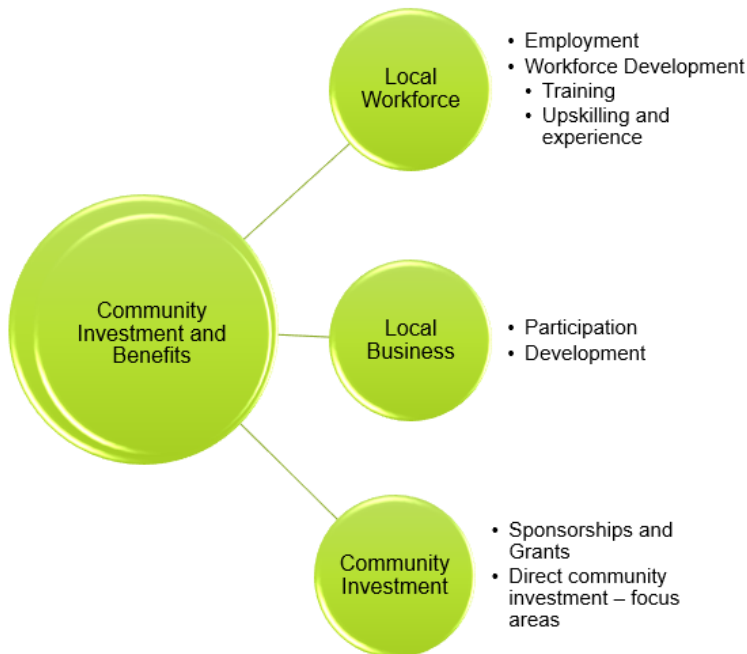 Local
Workforce
• Employment
• Workforce Development
• Training
• Upskilling and
experience
Community
Investment and
Benefits
Local
Business
• Participation
• Development
Community
Investment
• Sponsorships and
Grants
• Direct community
investment – focus
areas